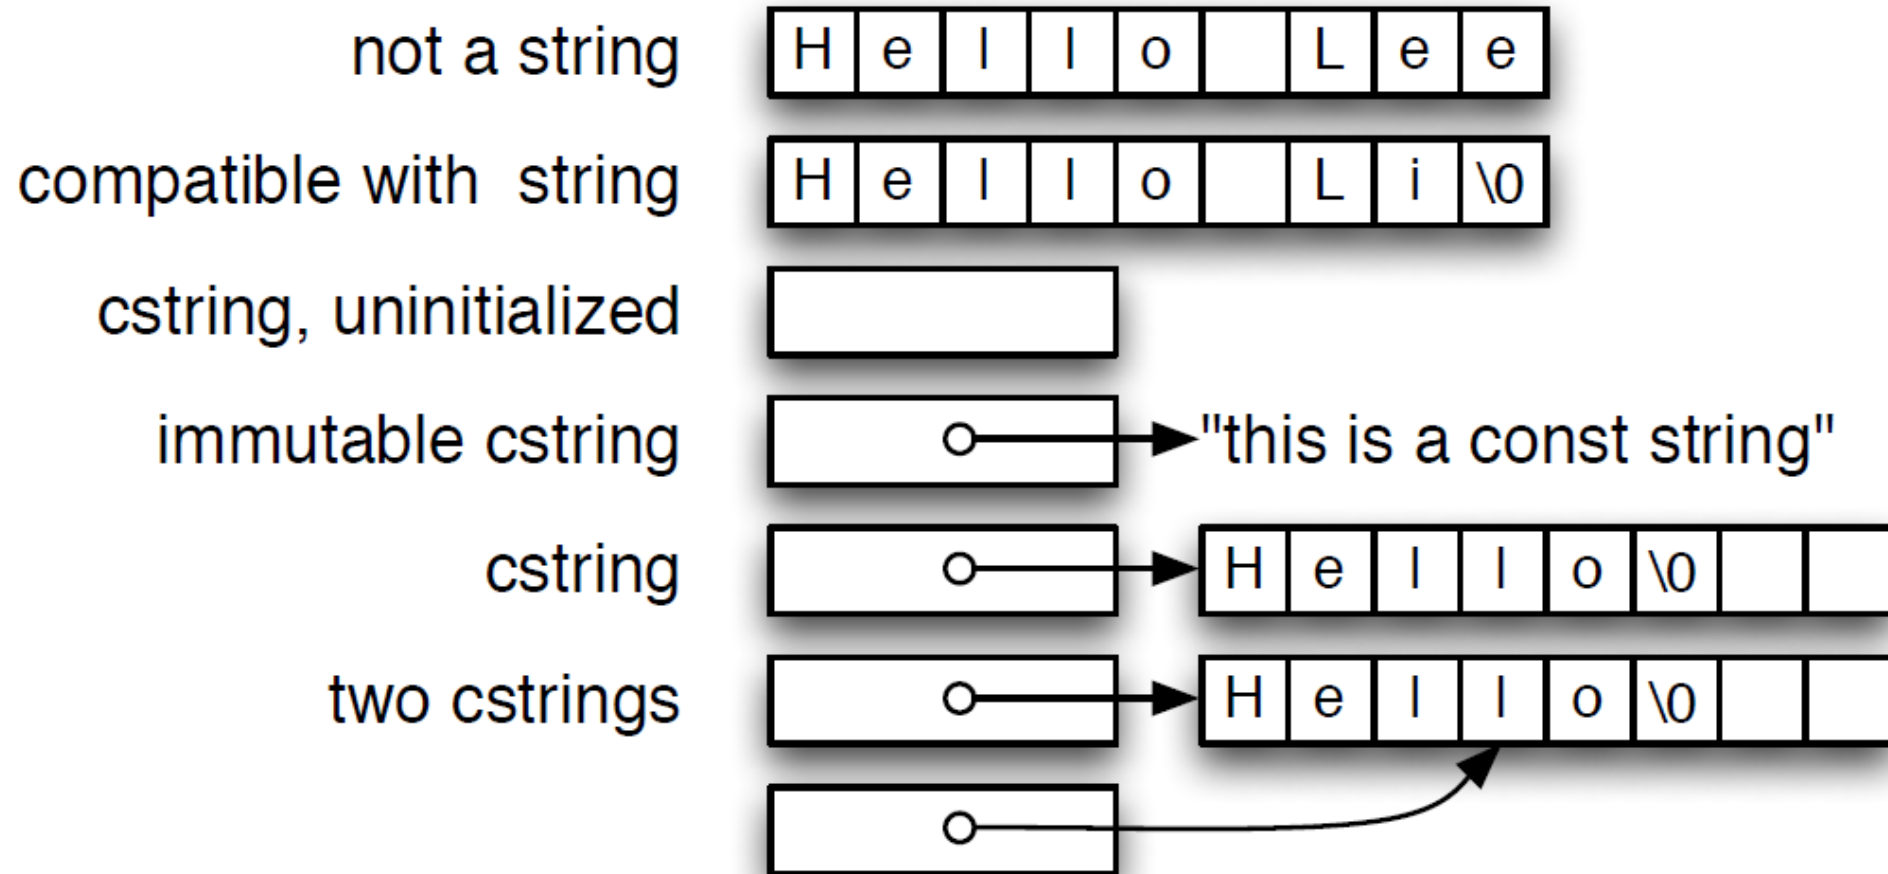 not a string H e l l o L e e
compatible with string H e l l o L i \0
cstring, uninitialized
immutable cstring "this is a const string"
cstring H e l l o \0
two cstrings H e l l o \0